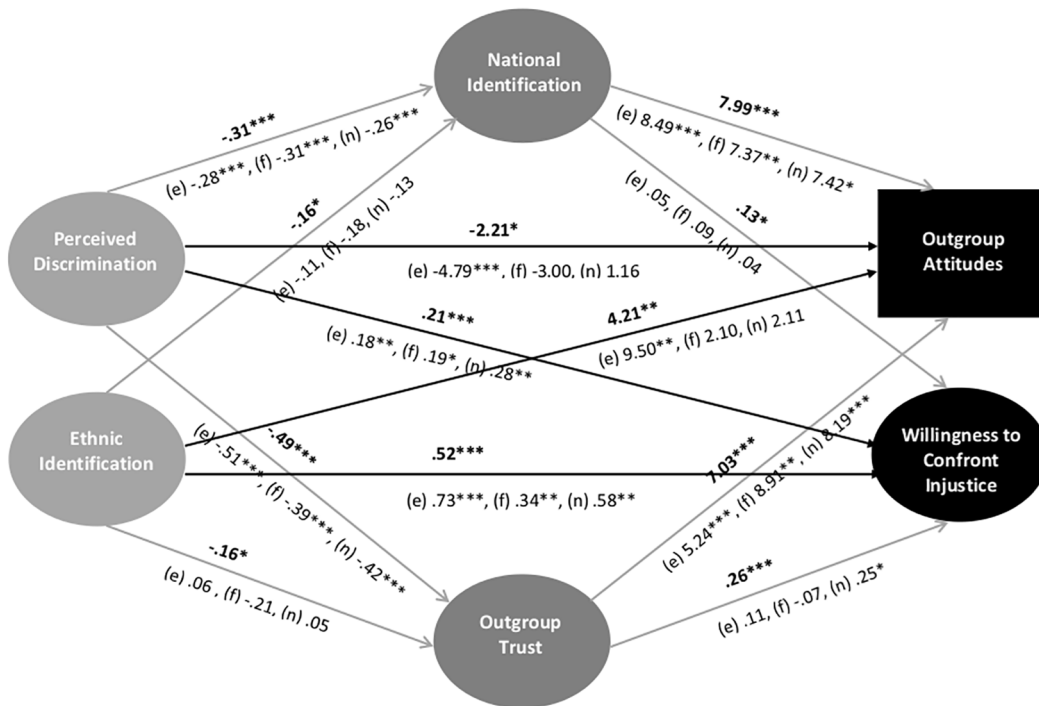 National
Identification
7.99***
(e) 8.49***, (f) 7.37**, (n) 7.42*
-.31***
(e) -.28***, (f) -.31***, (n) -.26***
-.16*
(e) -.11, (f) -.18, (n) -.13
(e) .05, (f) .09, (n) .04
.13*
Perceived
Discrimination
-2.21*
(e) -4.79***, (f) -3.00, (n) 1.16
Outgroup
Attitudes
.21***
(e) .18**, (f) .19*, (n) .28**
4.21**
(e) 9.50**, (f) 2.10, (n) 2.11
Ethnic
Identification
-.49***
(e) -.51***, (f) -.39***, (n) -.42***
.52***
(e) .73***, (f) .34**, (n) .58**
7.03***
(e) 5.24***, (f) 8.91**, (n) 8.19***
Willingness to
Confront
Injustice
-.16*
(e) .06 , (f) -.21, (n) .05
Outgroup
Trust
.26***
(e) .11, (f) -.07, (n) .25*